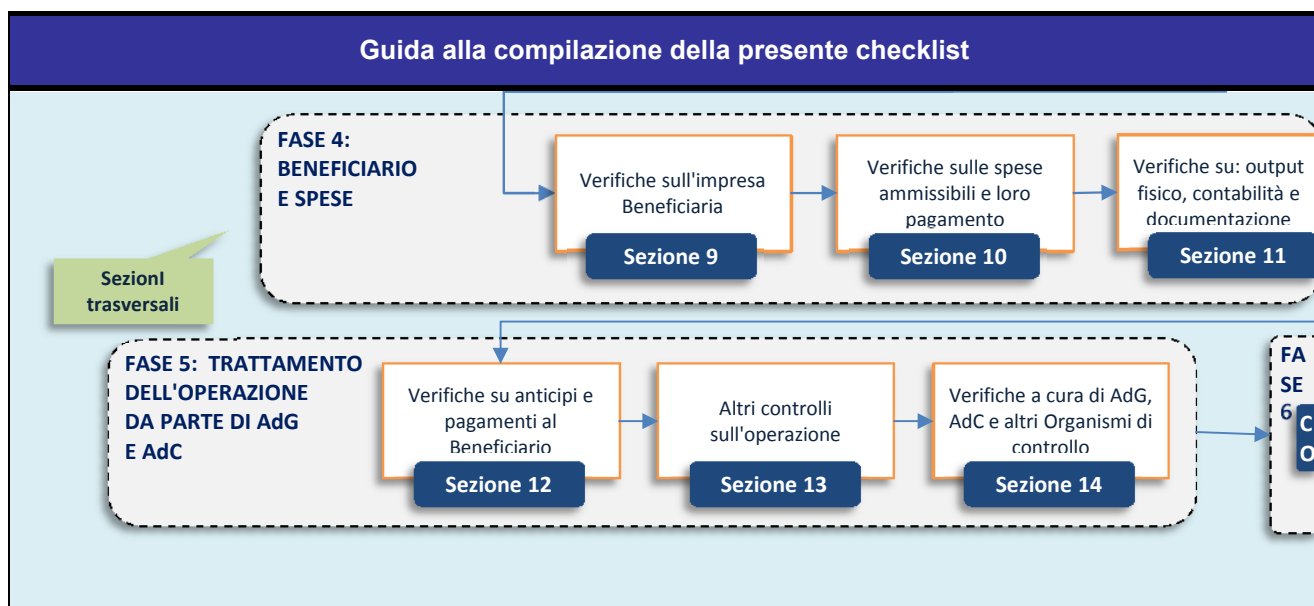 Guida alla compilazione della presente checklist
FASE 4:
BENEFICIARIO
E SPESE
Verifiche sull'impresa
Beneficiaria
Sezione 9
Verifiche sulle spese
ammissibili e loro
pagamento
Sezione 10
Verifiche su: output
fisico, contabilità e
documentazione
Sezione 11
SezionI
trasversali
FASE 5: TRATTAMENTO
DELL'OPERAZIONE
DA PARTE DI AdG
E AdC
Verifiche su anticipi e
pagamenti al
Beneficiario
Sezione 12
Altri controlli
sull'operazione
Sezione 13
Verifiche a cura di AdG,
AdC e altri Organismi di
controllo
Sezione 14
FA
SE
6
C
O